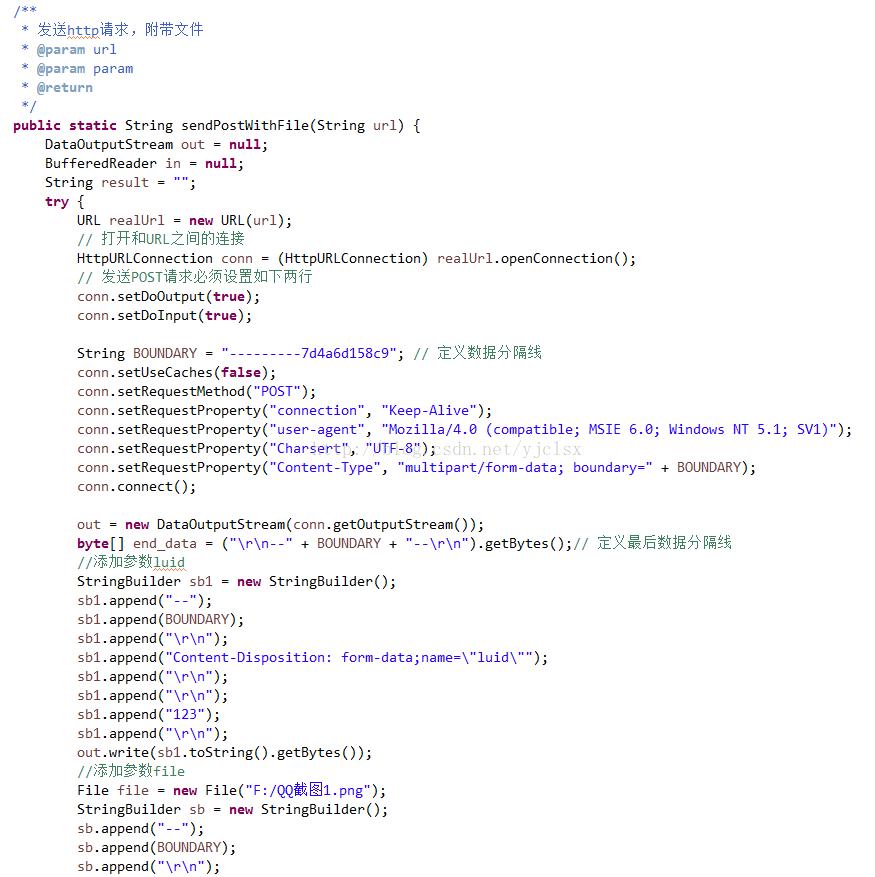 /**
 * 发送http请求，附带文件
 * @param url
 * @param param
 * @return
 */
public static String sendPostWithFile(String url) {
    DataOutputStream out = null;
    BufferedReader in = null;
    String result = "";
    try {
        URL realUrl = new URL(url);
        // 打开和URL之间的连接
        HttpURLConnection conn = (HttpURLConnection) realUrl.openConnection();
        // 发送POST请求必须设置如下两行
        conn.setDoOutput(true);
        conn.setDoInput(true);

        String BOUNDARY = "---------7d4a6d158c9"; // 定义数据分隔线
        conn.setUseCaches(false);
        conn.setRequestMethod("POST");
        conn.setRequestProperty("connection", "Keep-Alive");
        conn.setRequestProperty("user-agent", "Mozilla/4.0 (compatible; MSIE 6.0; Windows NT 5.1; SV1)");
        conn.setRequestProperty("Charsert", "UTF-8");
http://blog.csdn.net/yjclsx
        conn.setRequestProperty("Content-Type", "multipart/form-data; boundary=" + BOUNDARY);
        conn.connect();

        out = new DataOutputStream(conn.getOutputStream());
        byte[] end_data = ("\r\n--" + BOUNDARY + "--\r\n").getBytes();// 定义最后数据分隔线
        //添加参数luid
        StringBuilder sb1 = new StringBuilder();
        sb1.append("--");
        sb1.append(BOUNDARY);
        sb1.append("\r\n");
        sb1.append("Content-Disposition: form-data;name=\"luid\"");
        sb1.append("\r\n");
        sb1.append("\r\n");
        sb1.append("123");
        sb1.append("\r\n");
        out.write(sb1.toString().getBytes());
        //添加参数file
        File file = new File("F:/QQ截图1.png");
        StringBuilder sb = new StringBuilder();
        sb.append("--");
        sb.append(BOUNDARY);
        sb.append("\r\n");